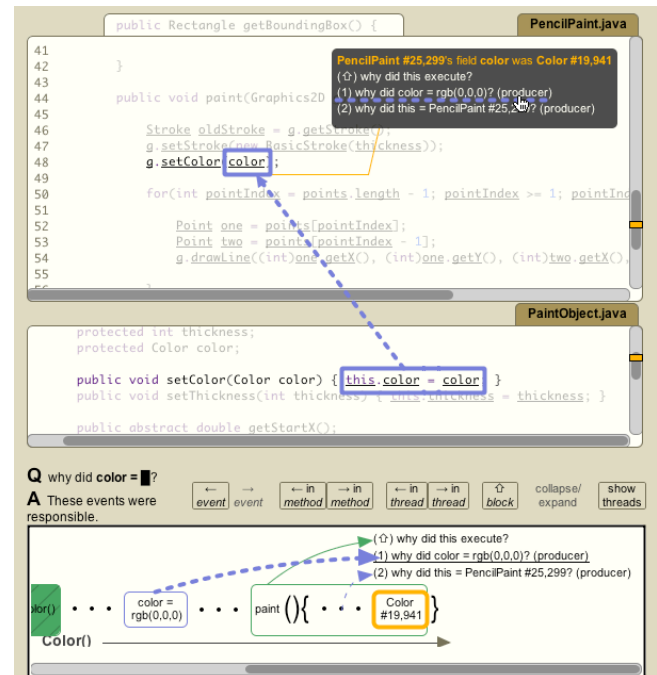 public Rectangle getBoundingBox() {
PencilPaint.java
41
42 }
43
44 public void paint(Graphics2D
45
46 Stroke oldStroke = g.getStroke();
47 g.setStroke(new BasicStroke(thickness));
48 g.setColor(color);
49
50 for(int pointIndex = points.length - 1; pointIndex >= 1; pointInd
51
52 Point one = points[pointIndex];
53 Point two = points[pointIndex - 1];
54 g.drawLine((int)one.getX(), (int)one.getY(), (int)two.getX(),
55
PencilPaint #25,299's field color was Color #19,941
(⇧) why did this execute?
(1) why did color = rgb(0,0,0)? (producer)
(2) why did this = PencilPaint #25,299? (producer)
PaintObject.java
protected int thickness;
protected Color color;
public void setColor(Color color) { this.color = color; }
public void setThickness(int thickness) { this.thickness = thickness; }
public abstract double getStartX();
Q why did color = █?
A These events were
responsible.
← event
→ event
← in method
→ in method
← in thread
→ in thread
⇧ block
collapse/
expand
show
threads
(⇧) why did this execute?
(1) why did color = rgb(0,0,0)? (producer)
(2) why did this = PencilPaint #25,299? (producer)
olor() • • • color =
rgb(0,0,0) • • • paint (){ • • • Color
#19,941 }
Color()